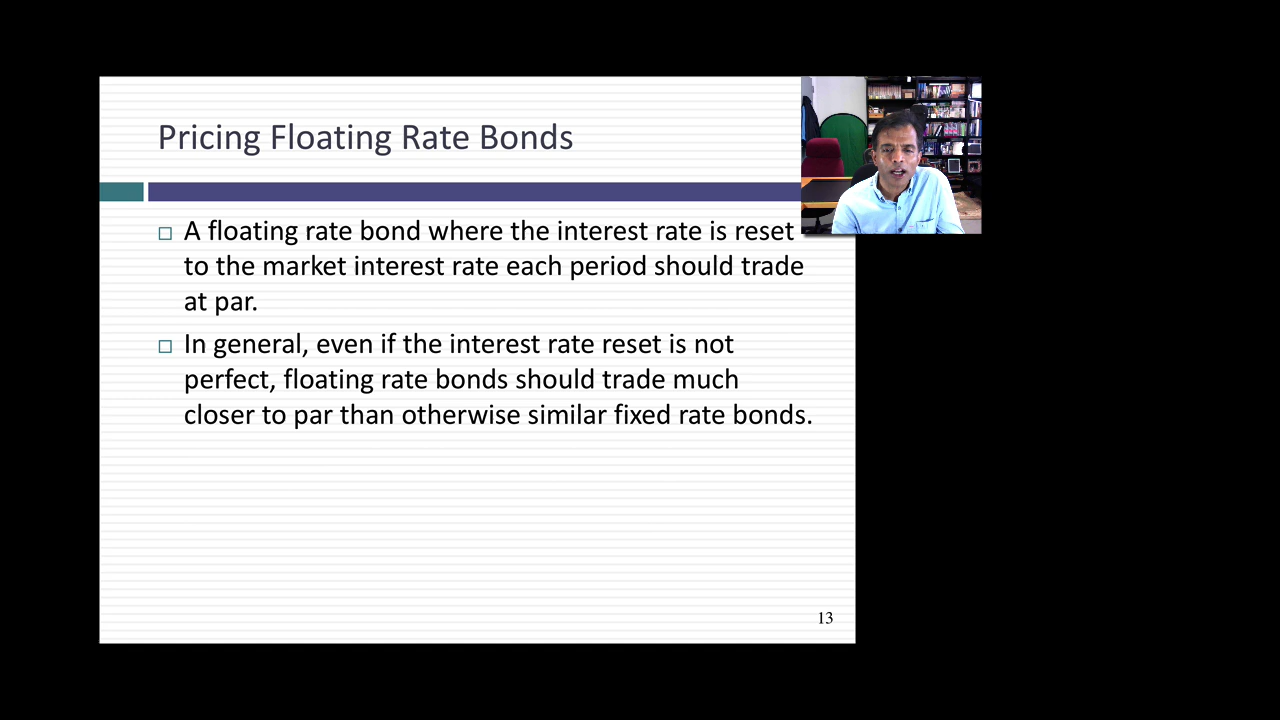 Pricing Floating Rate Bonds
□ A floating rate bond where the interest rate is reset
to the market interest rate each period should trade
at par.
□ In general, even if the interest rate reset is not
perfect, floating rate bonds should trade much
closer to par than otherwise similar fixed rate bonds.
13